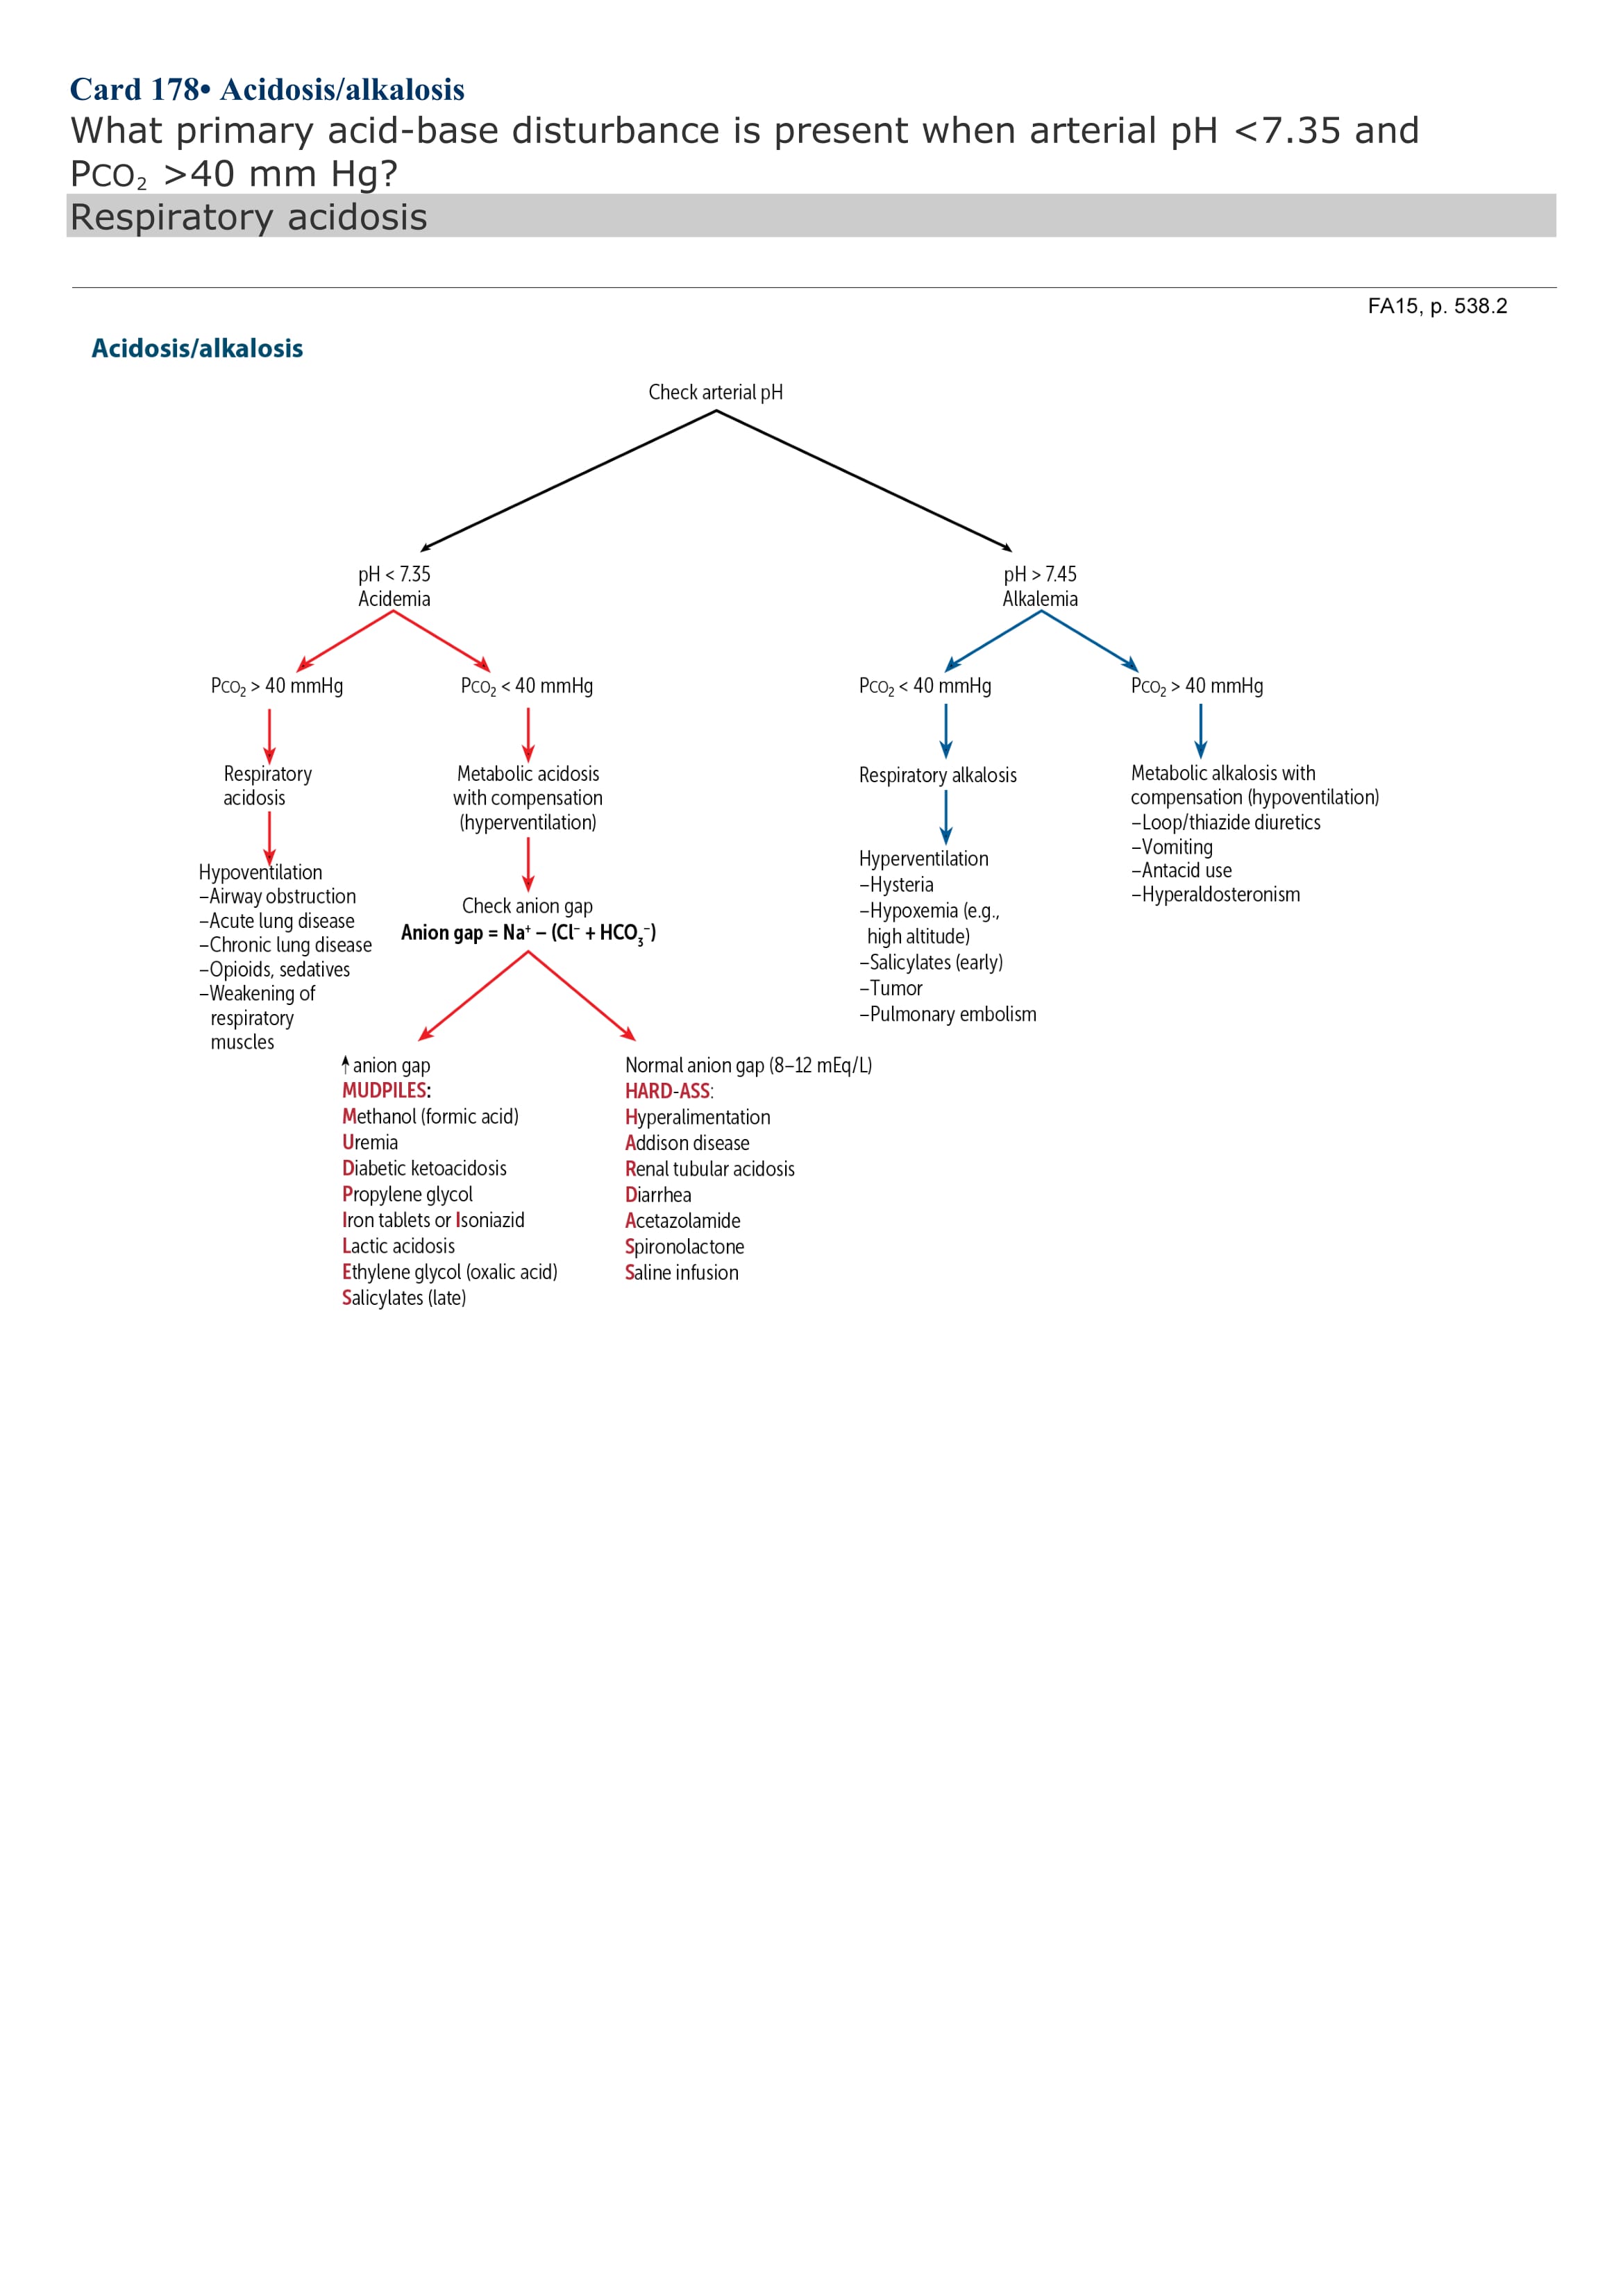 Card 178• Acidosis/alkalosis
What primary acid-base disturbance is present when arterial pH <7.35 and
PCO₂ >40 mm Hg?
Respiratory acidosis
FA15, p. 538.2
Acidosis/alkalosis
Check arterial pH
pH < 7.35
Acidemia
pH > 7.45
Alkalemia
PCO₂ > 40 mmHg
PCO₂ < 40 mmHg
PCO₂ < 40 mmHg
PCO₂ > 40 mmHg
Respiratory
acidosis
Hypoventilation
–Airway obstruction
–Acute lung disease
–Chronic lung disease
–Opioids, sedatives
–Weakening of
respiratory
muscles
Metabolic acidosis
with compensation
(hyperventilation)
Check anion gap
Anion gap = Na⁺ – (Cl⁻ + HCO₃⁻)
↑ anion gap
MUDPILES:
Methanol (formic acid)
Uremia
Diabetic ketoacidosis
Propylene glycol
Iron tablets or Isoniazid
Lactic acidosis
Ethylene glycol (oxalic acid)
Salicylates (late)
Normal anion gap (8–12 mEq/L)
HARD-ASS:
Hyperalimentation
Addison disease
Renal tubular acidosis
Diarrhea
Acetazolamide
Spironolactone
Saline infusion
Respiratory alkalosis
Hyperventilation
–Hysteria
–Hypoxemia (e.g.,
high altitude)
–Salicylates (early)
–Tumor
–Pulmonary embolism
Metabolic alkalosis with
compensation (hypoventilation)
–Loop/thiazide diuretics
–Vomiting
–Antacid use
–Hyperaldosteronism